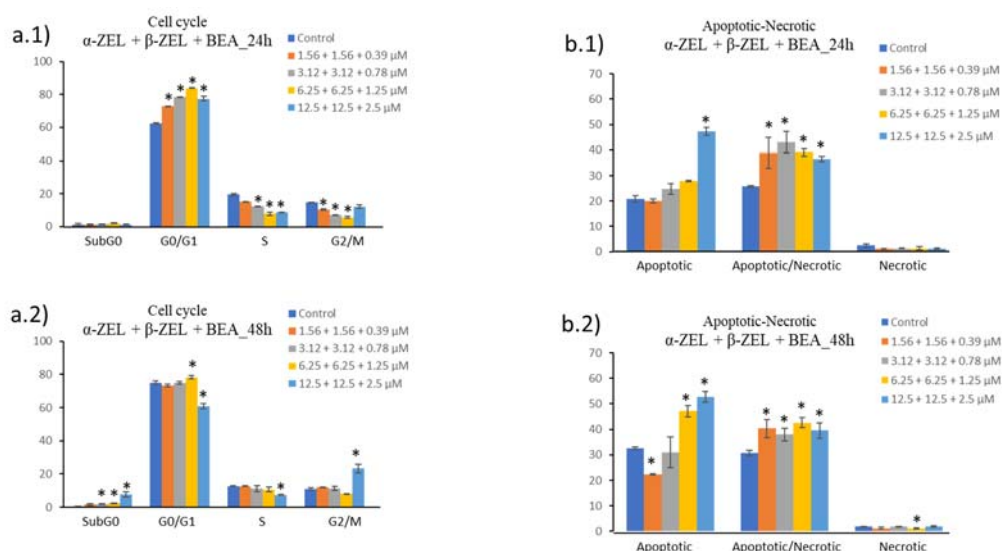 a.1)
Cell cycle
α-ZEL + β-ZEL + BEA_24h
Control
1.56 + 1.56 + 0.39 μM
3.12 + 3.12 + 0.78 μM
6.25 + 6.25 + 1.25 μM
12.5 + 12.5 + 2.5 μM
100
80
60
40
20
0
* * * *
* * *
* * *
SubG0 G0/G1 S G2/M
b.1)
Apoptotic-Necrotic
α-ZEL + β-ZEL + BEA_24h
Control
1.56 + 1.56 + 0.39 μM
3.12 + 3.12 + 0.78 μM
6.25 + 6.25 + 1.25 μM
12.5 + 12.5 + 2.5 μM
70
60
50
40
30
20
10
0
*
* * * *
Apoptotic Apoptotic/Necrotic Necrotic
a.2)
Cell cycle
α-ZEL + β-ZEL + BEA_48h
Control
1.56 + 1.56 + 0.39 μM
3.12 + 3.12 + 0.78 μM
6.25 + 6.25 + 1.25 μM
12.5 + 12.5 + 2.5 μM
100
80
60
40
20
0
* * *
* *
*
*
SubG0 G0/G1 S G2/M
b.2)
Apoptotic-Necrotic
α-ZEL + β-ZEL + BEA_48h
Control
1.56 + 1.56 + 0.39 μM
3.12 + 3.12 + 0.78 μM
6.25 + 6.25 + 1.25 μM
12.5 + 12.5 + 2.5 μM
70
60
50
40
30
20
10
0
* * *
* * * *
*
Apoptotic Apoptotic/Necrotic Necrotic